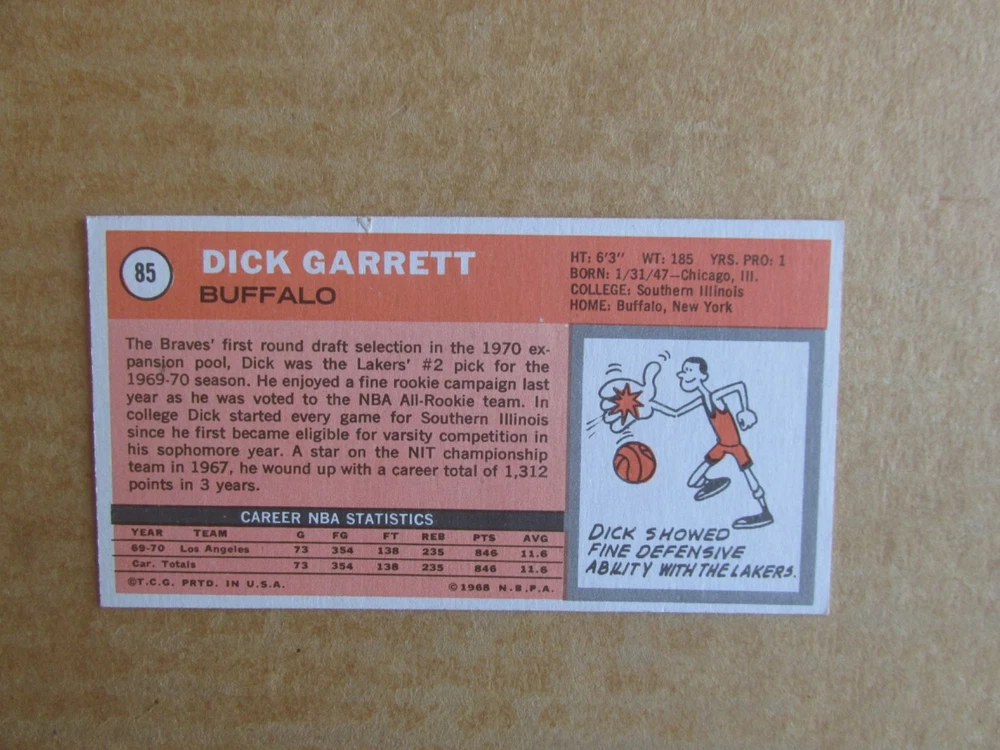 85
DICK GARRETT
BUFFALO
HT: 6'3" WT: 185 YRS. PRO: 1
BORN: 1/31/47—Chicago, Ill.
COLLEGE: Southern Illinois
HOME: Buffalo, New York
The Braves' first round draft selection in the 1970 ex-
pansion pool, Dick was the Lakers' #2 pick for the
1969-70 season. He enjoyed a fine rookie campaign last
year as he was voted to the NBA All-Rookie team. In
college Dick started every game for Southern Illinois
since he first became eligible for varsity competition in
his sophomore year. A star on the NIT championship
team in 1967, he wound up with a career total of 1,312
points in 3 years.
CAREER NBA STATISTICS
YEAR TEAM G FG FT REB PTS AVG
69-70 Los Angeles 73 354 138 235 846 11.6
Car. Totals 73 354 138 235 846 11.6
©T.C.G. PRTD. IN U.S.A. ©1968 N.B.P.A.
DICK SHOWED
FINE DEFENSIVE
ABILITY WITH THE LAKERS.